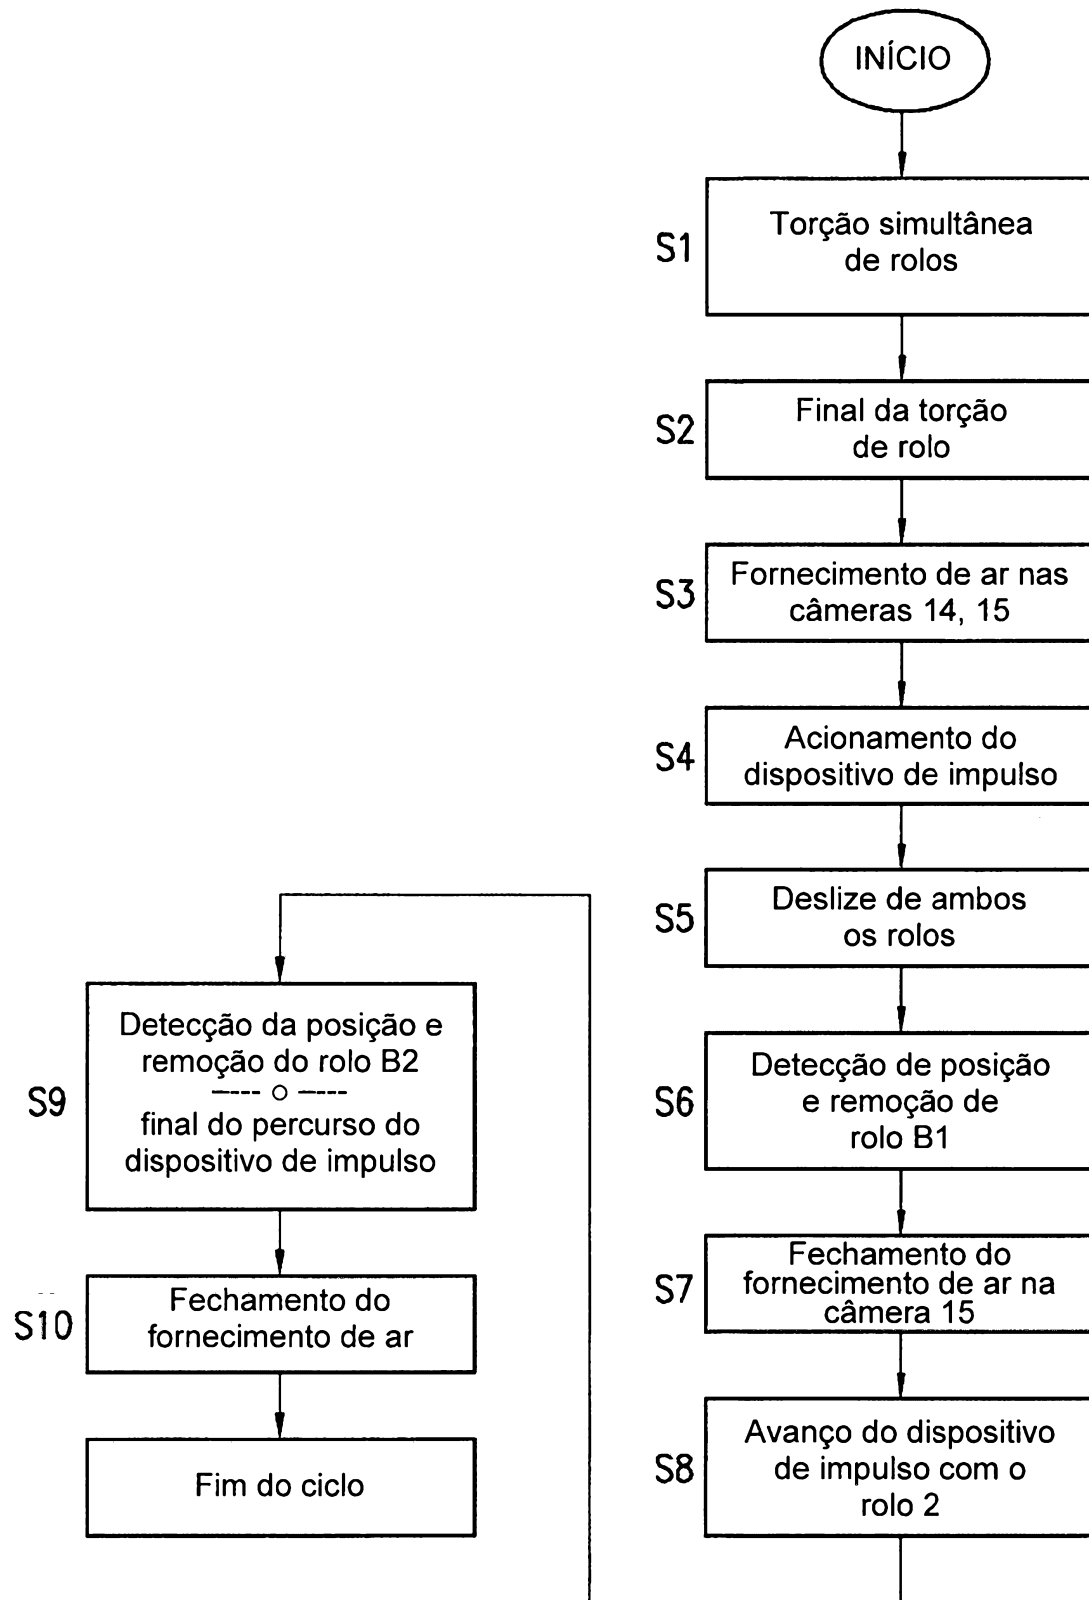 INÍCIO
S1
Torção simultânea
de rolos
S2
Final da torção
de rolo
S3
Fornecimento de ar nas
câmeras 14, 15
S4
Acionamento do
dispositivo de impulso
S5
Deslize de ambos
os rolos
S6
Detecção de posição
e remoção de
rolo B1
S7
Fechamento do
fornecimento de ar na
câmera 15
S8
Avanço do dispositivo
de impulso com o
rolo 2
S9
Detecção da posição e
remoção do rolo B2
---- o ----
final do percurso do
dispositivo de impulso
S10
Fechamento do
fornecimento de ar
Fim do ciclo